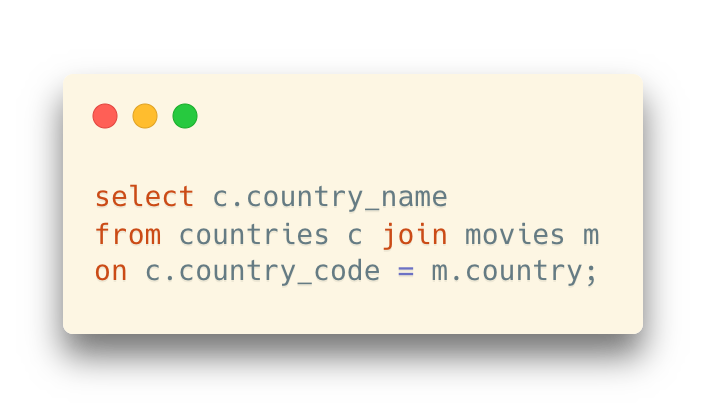 select c.country_name
from countries c join movies m
on c.country_code = m.country;